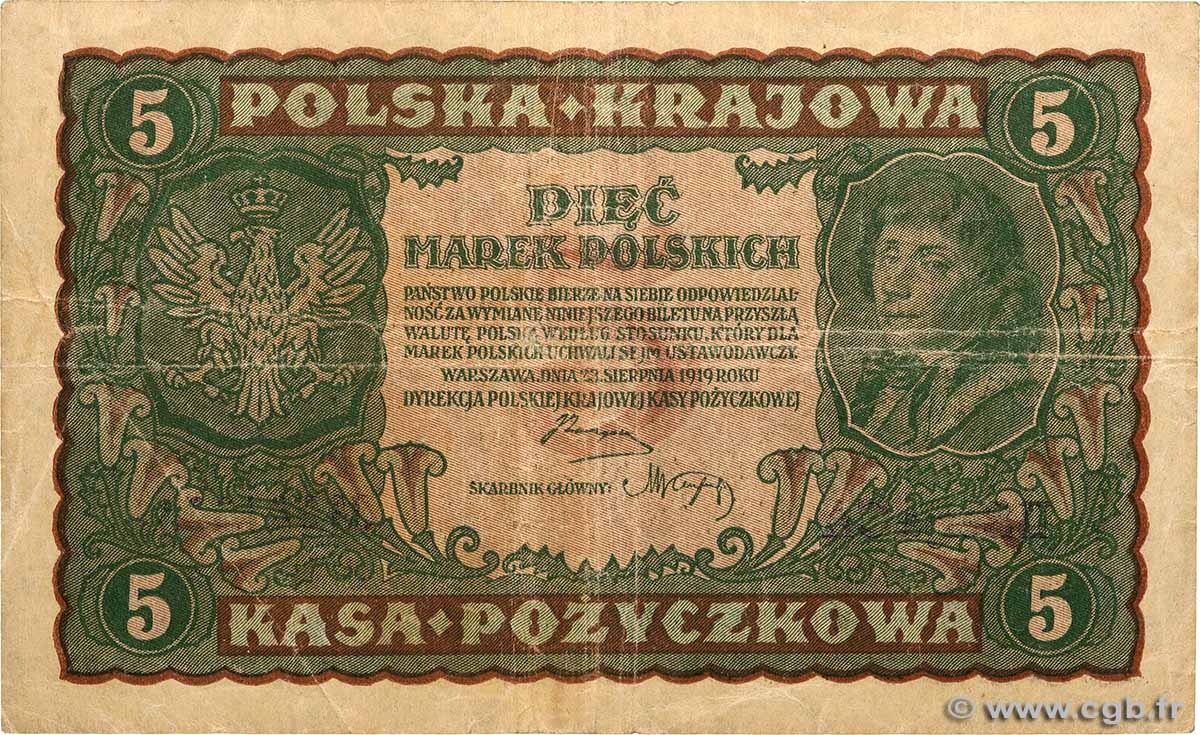 5 POLSKA ♦ KRAJOWA 5
PIĘĆ
MAREK POLSKICH
PAŃSTWO POLSKIE BIERZE NA SIEBIE ODPOWIEDZIAL-
NOŚĆ ZA WYMIANĘ NINIEJSZEGO BILETU NA PRZYSZŁĄ
WALUTĘ POLSKĄ WEDŁUG STOSUNKU, KTÓRY DLA
MAREK POLSKICH UCHWALI SEJM USTAWODAWCZY.
WARSZAWA, DNIA 23. SIERPNIA 1919 ROKU
DYREKCJA POLSKIEJ KRAJOWEJ KASY POŻYCZKOWEJ
SKARBNIK GŁÓWNY:
5 KASA ♦ POŻYCZKOWA 5
© www.cgb.fr